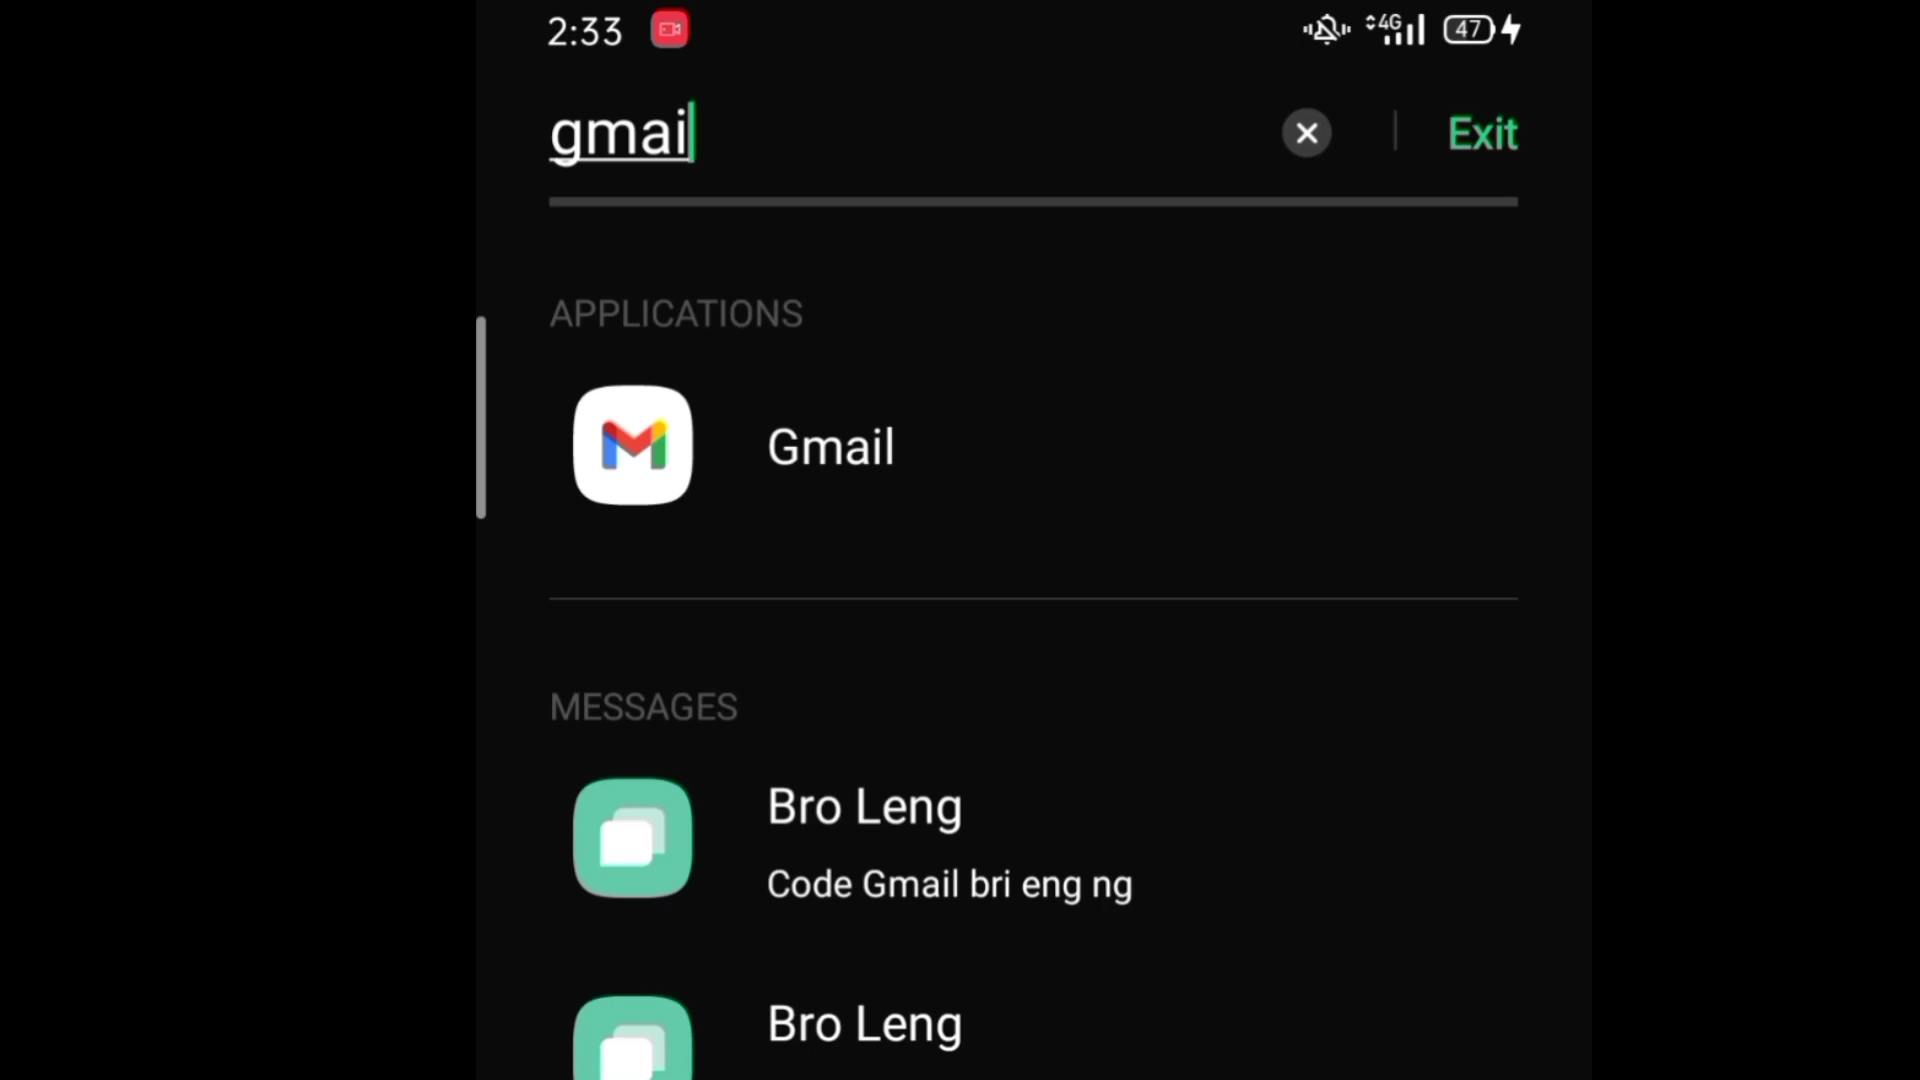 2:33
4G
47
gmai
Exit
APPLICATIONS
Gmail
MESSAGES
Bro Leng
Code Gmail bri eng ng
Bro Leng